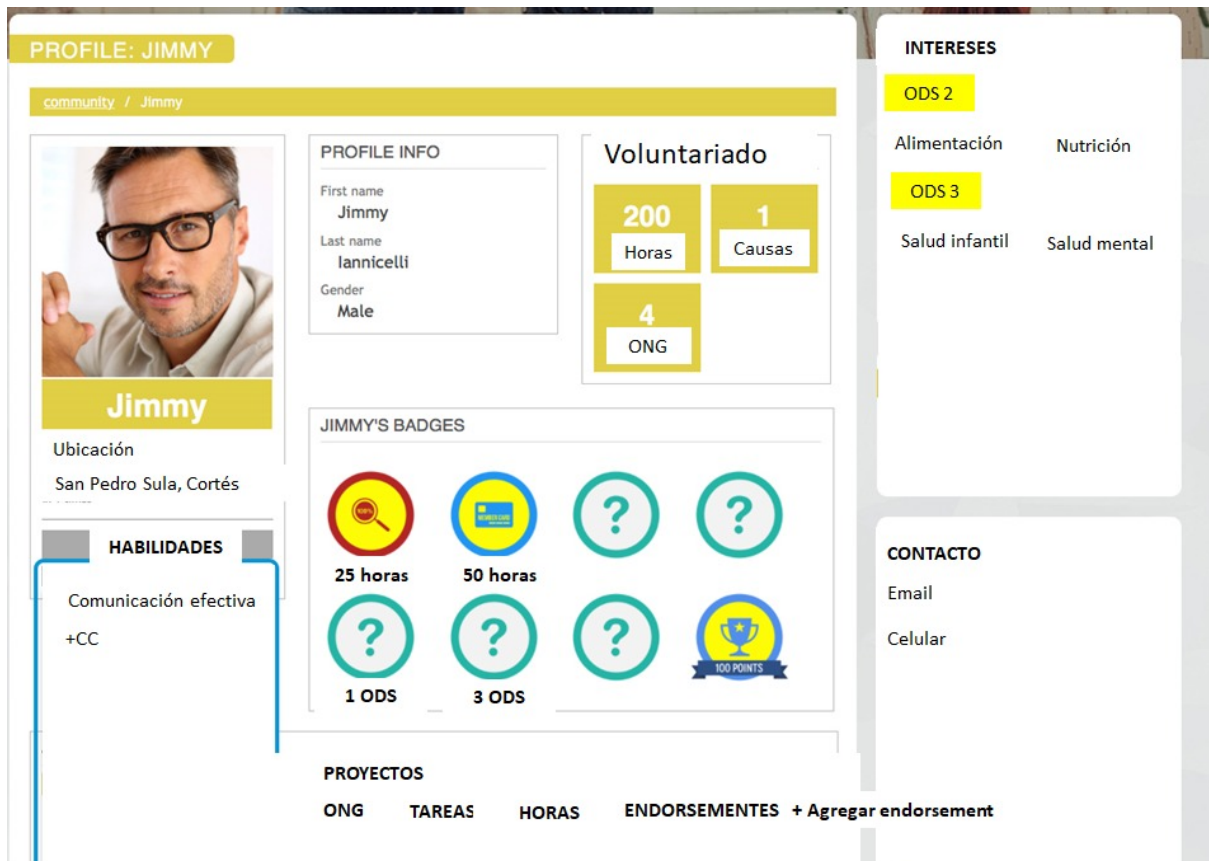 PROFILE: JIMMY
community / Jimmy
Jimmy
Ubicación
San Pedro Sula, Cortés
HABILIDADES
Comunicación efectiva
+CC
PROFILE INFO
First name
Jimmy
Last name
Iannicelli
Gender
Male
Voluntariado
200
Horas
1
Causas
4
ONG
JIMMY'S BADGES
100%
MEMBER CARD
? ?
25 horas 50 horas
? ? ?
100 POINTS
1 ODS 3 ODS
PROYECTOS
ONG TAREAS HORAS ENDORSEMENTES + Agregar endorsement
INTERESES
ODS 2
Alimentación Nutrición
ODS 3
Salud infantil Salud mental
CONTACTO
Email
Celular